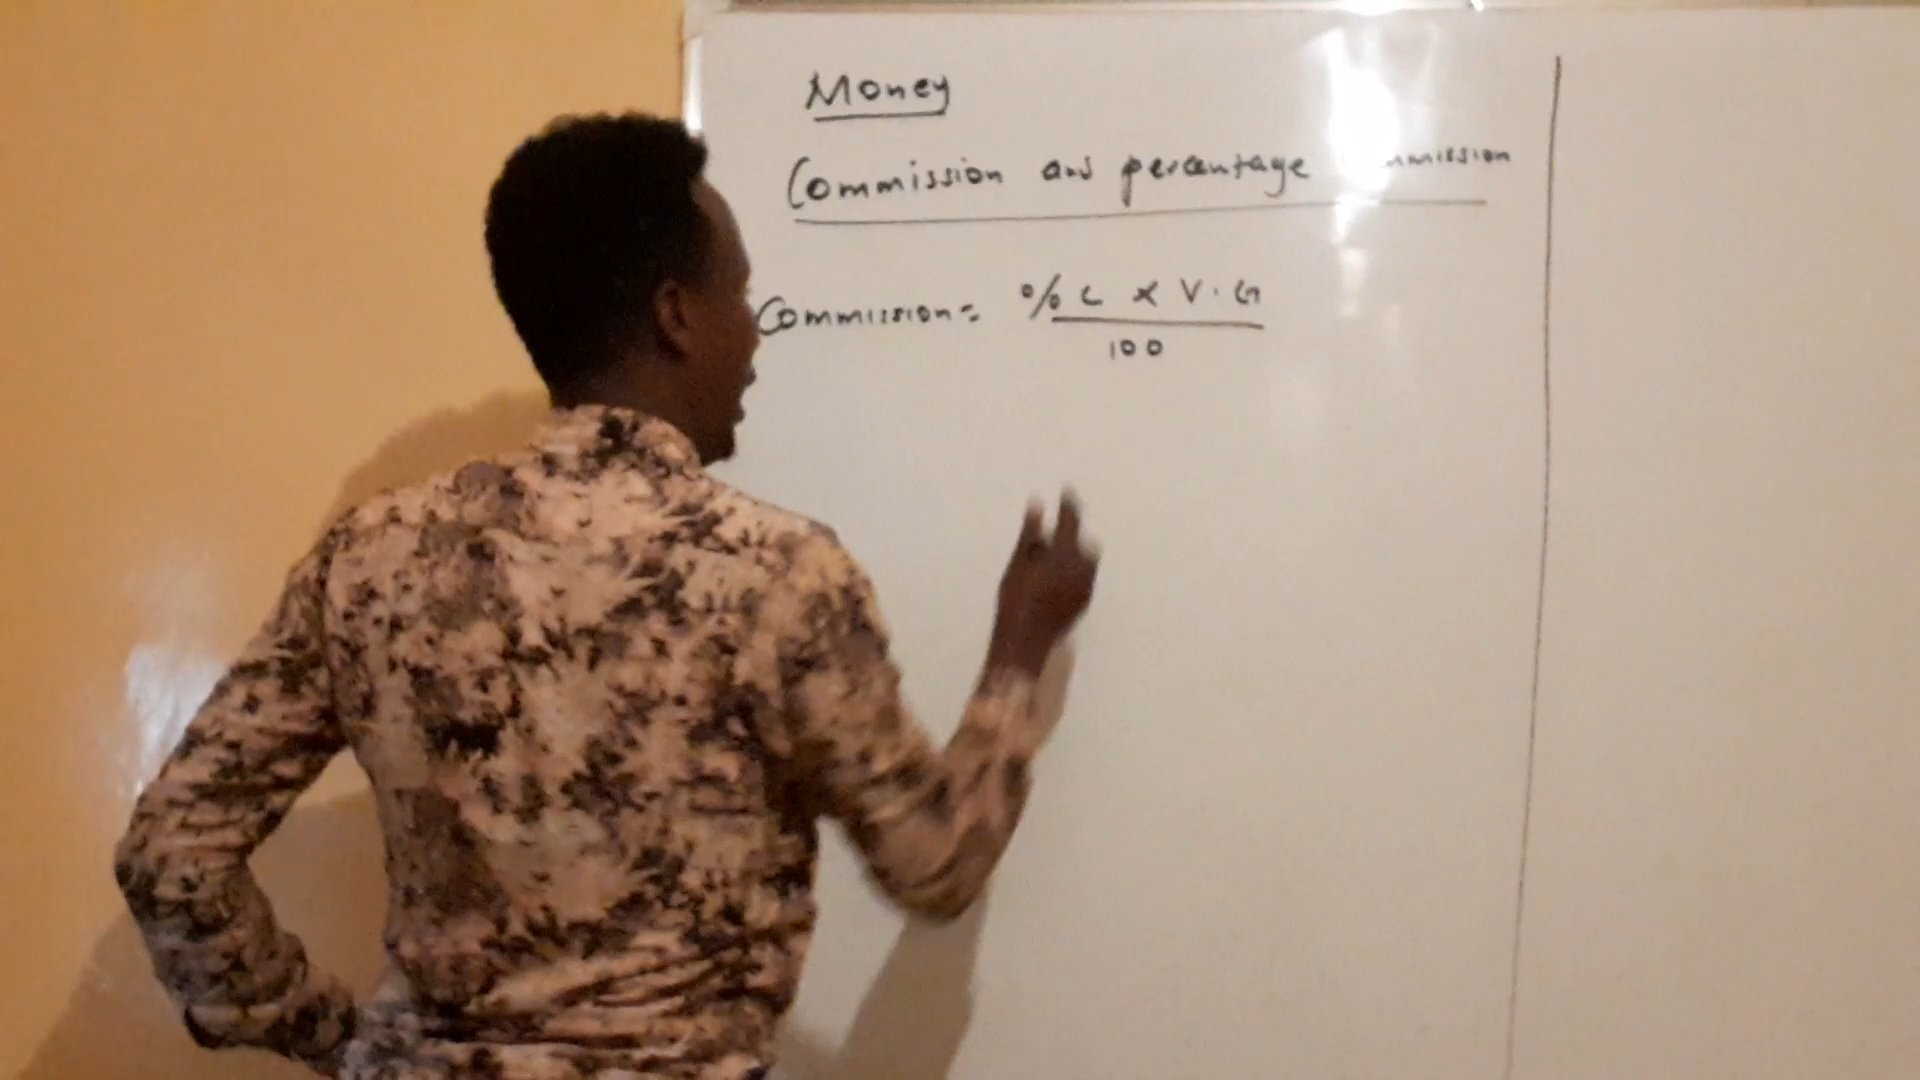 Money
Commission and percentage
Commission = % C x V.G
100